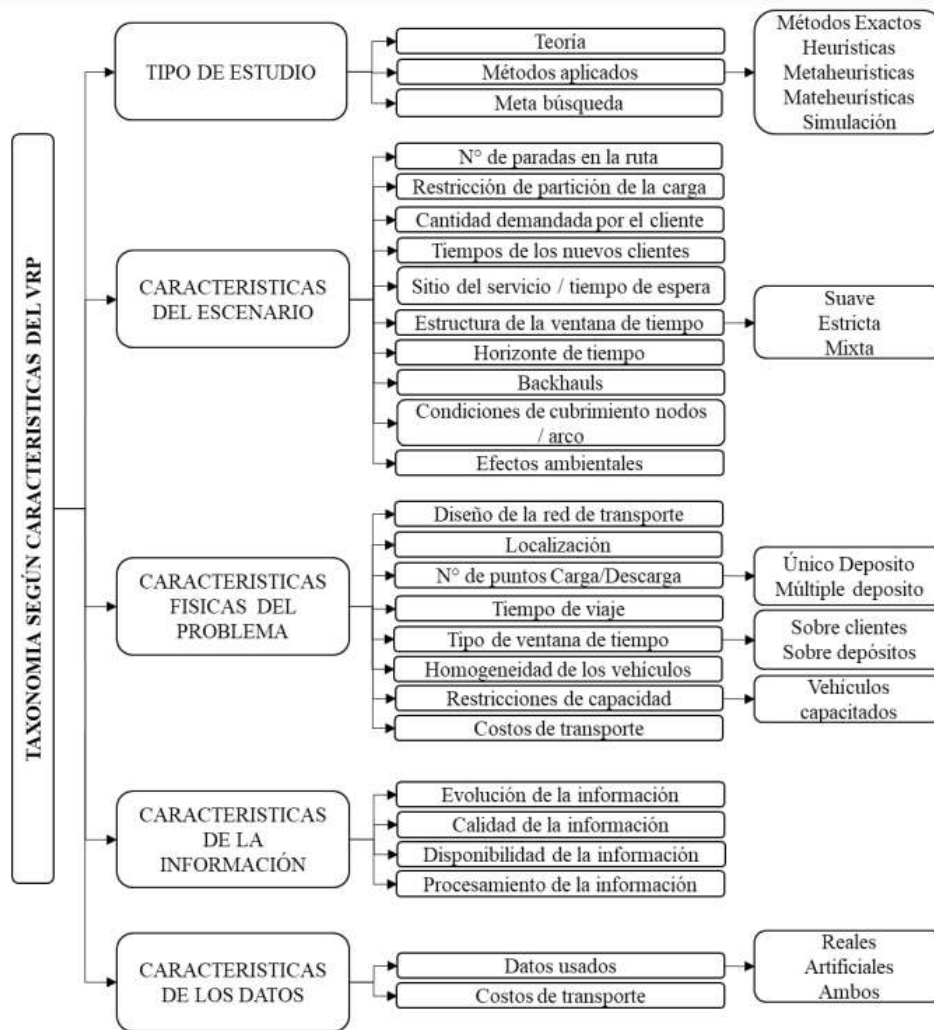 TAXONOMIA SEGÚN CARACTERISTICAS DEL VRP
TIPO DE ESTUDIO
Teoría
Métodos aplicados
Meta búsqueda
Métodos Exactos
Heurísticas
Metaheurísticas
Mateheurísticas
Simulación
CARACTERISTICAS
DEL ESCENARIO
N° de paradas en la ruta
Restricción de partición de la carga
Cantidad demandada por el cliente
Tiempos de los nuevos clientes
Sitio del servicio / tiempo de espera
Estructura de la ventana de tiempo
Horizonte de tiempo
Backhauls
Condiciones de cubrimiento nodos
/ arco
Efectos ambientales
Suave
Estricta
Mixta
CARACTERISTICAS
FISICAS DEL
PROBLEMA
Diseño de la red de transporte
Localización
N° de puntos Carga/Descarga
Tiempo de viaje
Tipo de ventana de tiempo
Homogeneidad de los vehículos
Restricciones de capacidad
Costos de transporte
Único Deposito
Múltiple deposito
Sobre clientes
Sobre depósitos
Vehículos
capacitados
CARACTERISTICAS
DE LA
INFORMACIÓN
Evolución de la información
Calidad de la información
Disponibilidad de la información
Procesamiento de la información
CARACTERISTICAS
DE LOS DATOS
Datos usados
Costos de transporte
Reales
Artificiales
Ambos